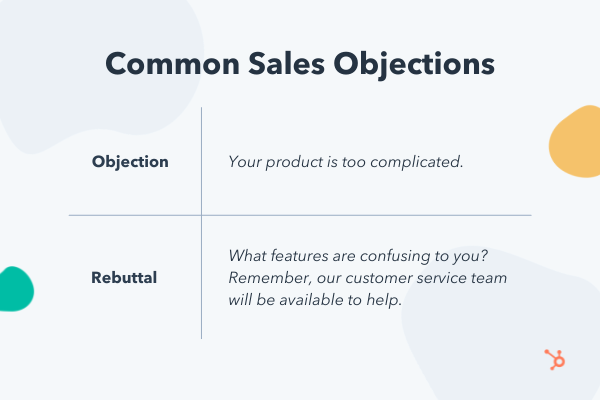 Common Sales Objections
Objection
Your product is too complicated.
Rebuttal
What features are confusing to you?
Remember, our customer service team
will be available to help.